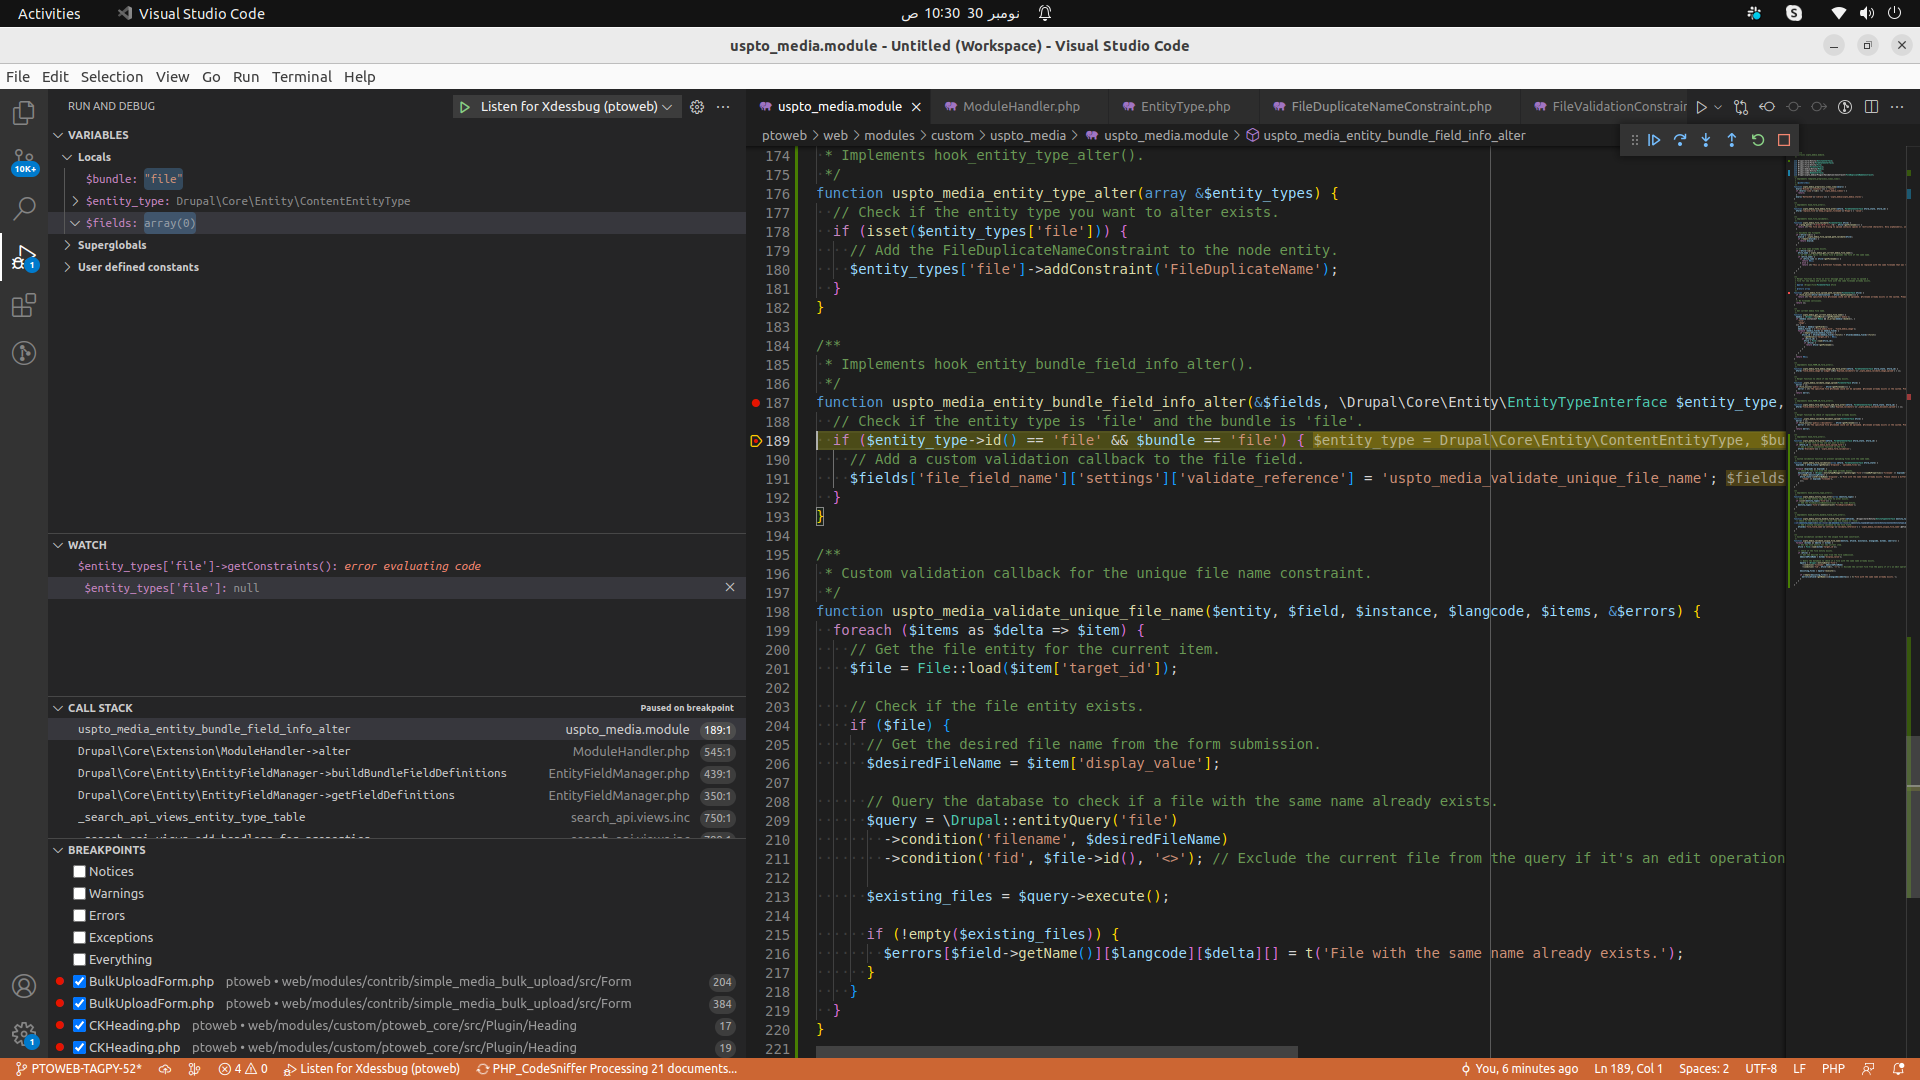 Activities
Visual Studio Code
نومبر 30 10:30 ص
uspto_media.module - Untitled (Workspace) - Visual Studio Code
File Edit Selection View Go Run Terminal Help
RUN AND DEBUG
Listen for Xdessbug (ptoweb)
VARIABLES
Locals
$bundle: "file"
$entity_type: Drupal\Core\Entity\ContentEntityType
$fields: array(0)
Superglobals
User defined constants
10K+
1
WATCH
$entity_types['file']->getConstraints(): error evaluating code
$entity_types['file']: null
CALL STACK Paused on breakpoint
uspto_media_entity_bundle_field_info_alter uspto_media.module 189:1
Drupal\Core\Extension\ModuleHandler->alter ModuleHandler.php 545:1
Drupal\Core\Entity\EntityFieldManager->buildBundleFieldDefinitions EntityFieldManager.php 439:1
Drupal\Core\Entity\EntityFieldManager->getFieldDefinitions EntityFieldManager.php 350:1
_search_api_views_entity_type_table search_api.views.inc 750:1
BREAKPOINTS
Notices
Warnings
Errors
Exceptions
Everything
BulkUploadForm.php ptoweb • web/modules/contrib/simple_media_bulk_upload/src/Form 204
BulkUploadForm.php ptoweb • web/modules/contrib/simple_media_bulk_upload/src/Form 384
CKHeading.php ptoweb • web/modules/custom/ptoweb_core/src/Plugin/Heading 17
CKHeading.php ptoweb • web/modules/custom/ptoweb_core/src/Plugin/Heading 19
1
uspto_media.module ModuleHandler.php EntityType.php FileDuplicateNameConstraint.php FileValidationConstrain
ptoweb > web > modules > custom > uspto_media > uspto_media.module > uspto_media_entity_bundle_field_info_alter
174 * Implements hook_entity_type_alter().
175 */
176 function uspto_media_entity_type_alter(array &$entity_types) {
177 // Check if the entity type you want to alter exists.
178 if (isset($entity_types['file'])) {
179 // Add the FileDuplicateNameConstraint to the node entity.
180 $entity_types['file']->addConstraint('FileDuplicateName');
181 }
182 }
183
184 /**
185 * Implements hook_entity_bundle_field_info_alter().
186 */
187 function uspto_media_entity_bundle_field_info_alter(&$fields, \Drupal\Core\Entity\EntityTypeInterface $entity_type,
188 // Check if the entity type is 'file' and the bundle is 'file'.
189 if ($entity_type->id() == 'file' && $bundle == 'file') { $entity_type = Drupal\Core\Entity\ContentEntityType, $bu
190 // Add a custom validation callback to the file field.
191 $fields['file_field_name']['settings']['validate_reference'] = 'uspto_media_validate_unique_file_name'; $fields
192 }
193 }
194
195 /**
196 * Custom validation callback for the unique file name constraint.
197 */
198 function uspto_media_validate_unique_file_name($entity, $field, $instance, $langcode, $items, &$errors) {
199 foreach ($items as $delta => $item) {
200 // Get the file entity for the current item.
201 $file = File::load($item['target_id']);
202
203 // Check if the file entity exists.
204 if ($file) {
205 // Get the desired file name from the form submission.
206 $desiredFileName = $item['display_value'];
207
208 // Query the database to check if a file with the same name already exists.
209 $query = \Drupal::entityQuery('file')
210 ->condition('filename', $desiredFileName)
211 ->condition('fid', $file->id(), '<>'); // Exclude the current file from the query if it's an edit operation
212
213 $existing_files = $query->execute();
214
215 if (!empty($existing_files)) {
216 $errors[$field->getName()][$langcode][$delta][] = t('File with the same name already exists.');
217 }
218 }
219 }
220 }
221
PTOWEB-TAGPY-52* 4 0 Listen for Xdessbug (ptoweb) PHP_CodeSniffer Processing 21 documents... You, 6 minutes ago Ln 189, Col 1 Spaces: 2 UTF-8 LF PHP